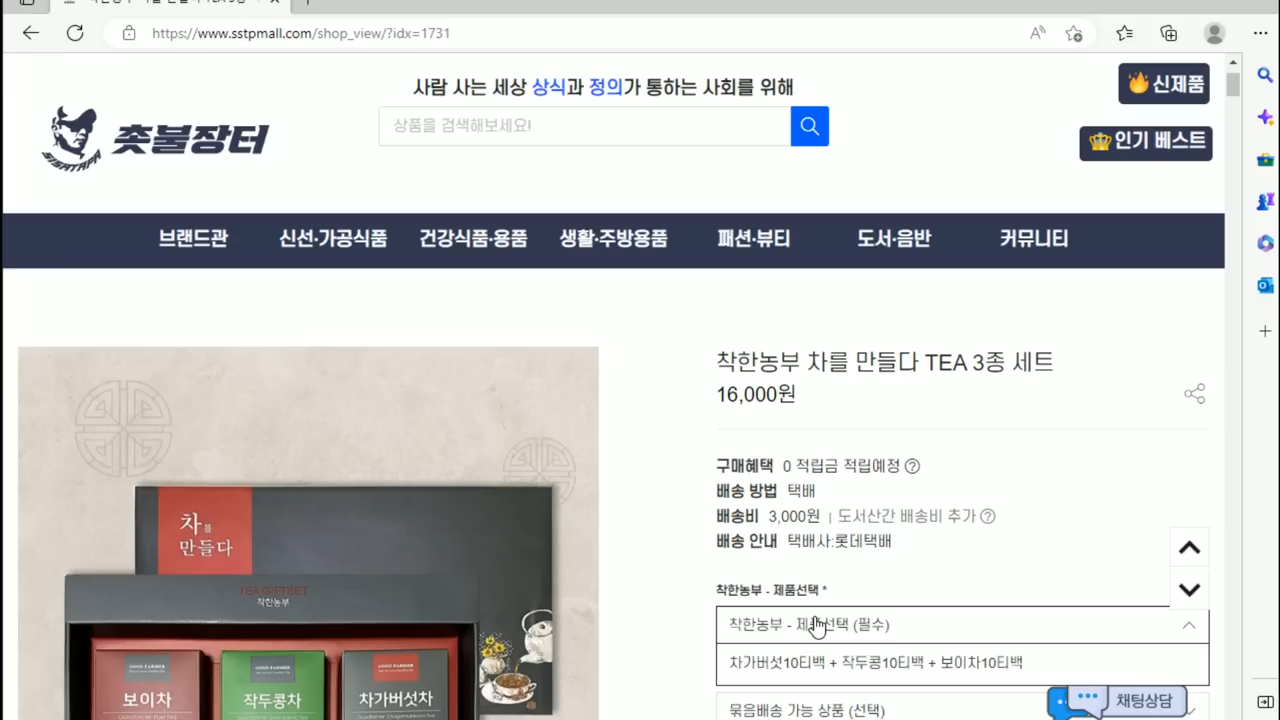 https://www.sstpmall.com/shop_view/?idx=1731
사람 사는 세상 상식과 정의가 통하는 사회를 위해
상품을 검색해보세요!
촛불장터
신제품
인기 베스트
브랜드관 신선·가공식품 건강식품·용품 생활·주방용품 패션·뷰티 도서·음반 커뮤니티
착한농부 차를 만들다 TEA 3종 세트
16,000원
구매혜택 0 적립금 적립예정
배송 방법 택배
배송비 3,000원 | 도서산간 배송비 추가
배송 안내 택배사:롯데택배
착한농부 - 제품선택 *
착한농부 - 제품선택 (필수)
차가버섯10티백 + 작두콩10티백 + 보이차10티백
묶음배송 가능 상품 (선택)
채팅상담
차를
만들다
TEA GIFT SET
착한농부
GOOD FARMER
보이차
GOOD FARMER
작두콩차
GOOD FARMER
차가버섯차